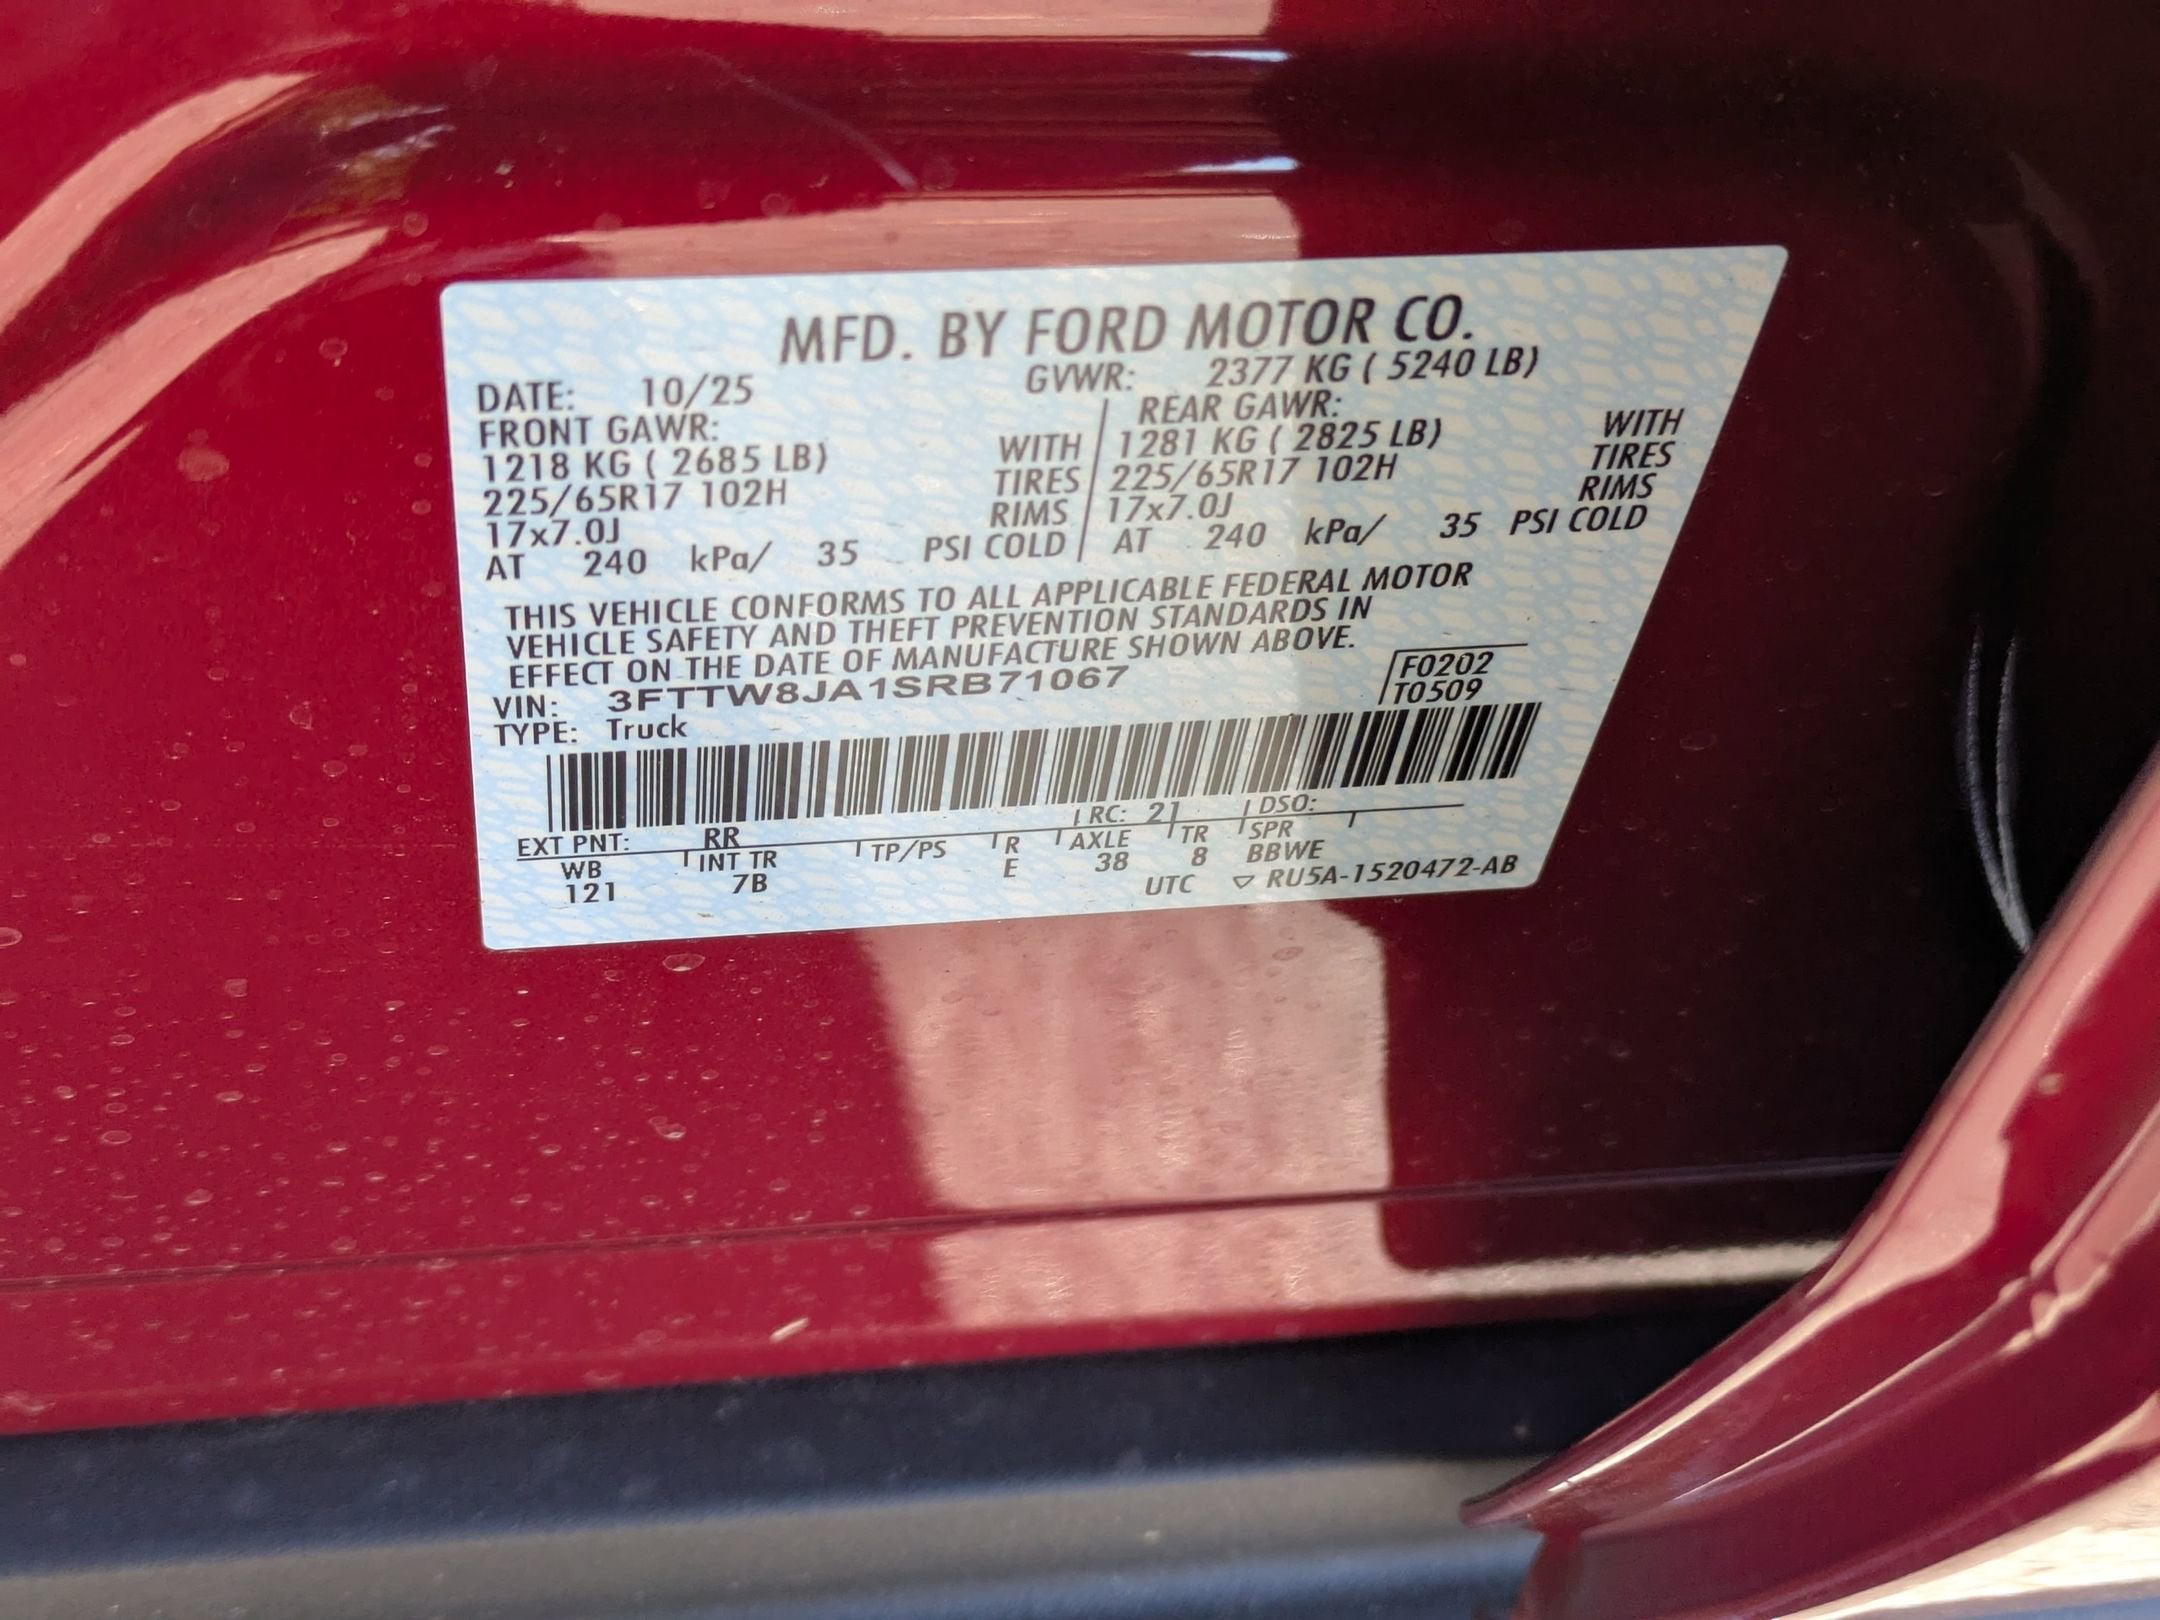 MFD. BY FORD MOTOR CO.
DATE: 10/25 GVWR: 2377 KG ( 5240 LB)
FRONT GAWR: REAR GAWR:
1218 KG ( 2685 LB) WITH 1281 KG ( 2825 LB) WITH
225/65R17 102H TIRES 225/65R17 102H TIRES
17x7.0J RIMS 17x7.0J RIMS
AT 240 kPa/ 35 PSI COLD AT 240 kPa/ 35 PSI COLD
THIS VEHICLE CONFORMS TO ALL APPLICABLE FEDERAL MOTOR
VEHICLE SAFETY AND THEFT PREVENTION STANDARDS IN
EFFECT ON THE DATE OF MANUFACTURE SHOWN ABOVE.
VIN: 3FTTW8JA1SRB71067 F0202
TYPE: Truck T0509
EXT PNT: RR RC: 21 DSO:
WB INT TR TP/PS R AXLE TR SPR
121 7B E 38 8 BBWE
UTC ▽ RU5A-1520472-AB